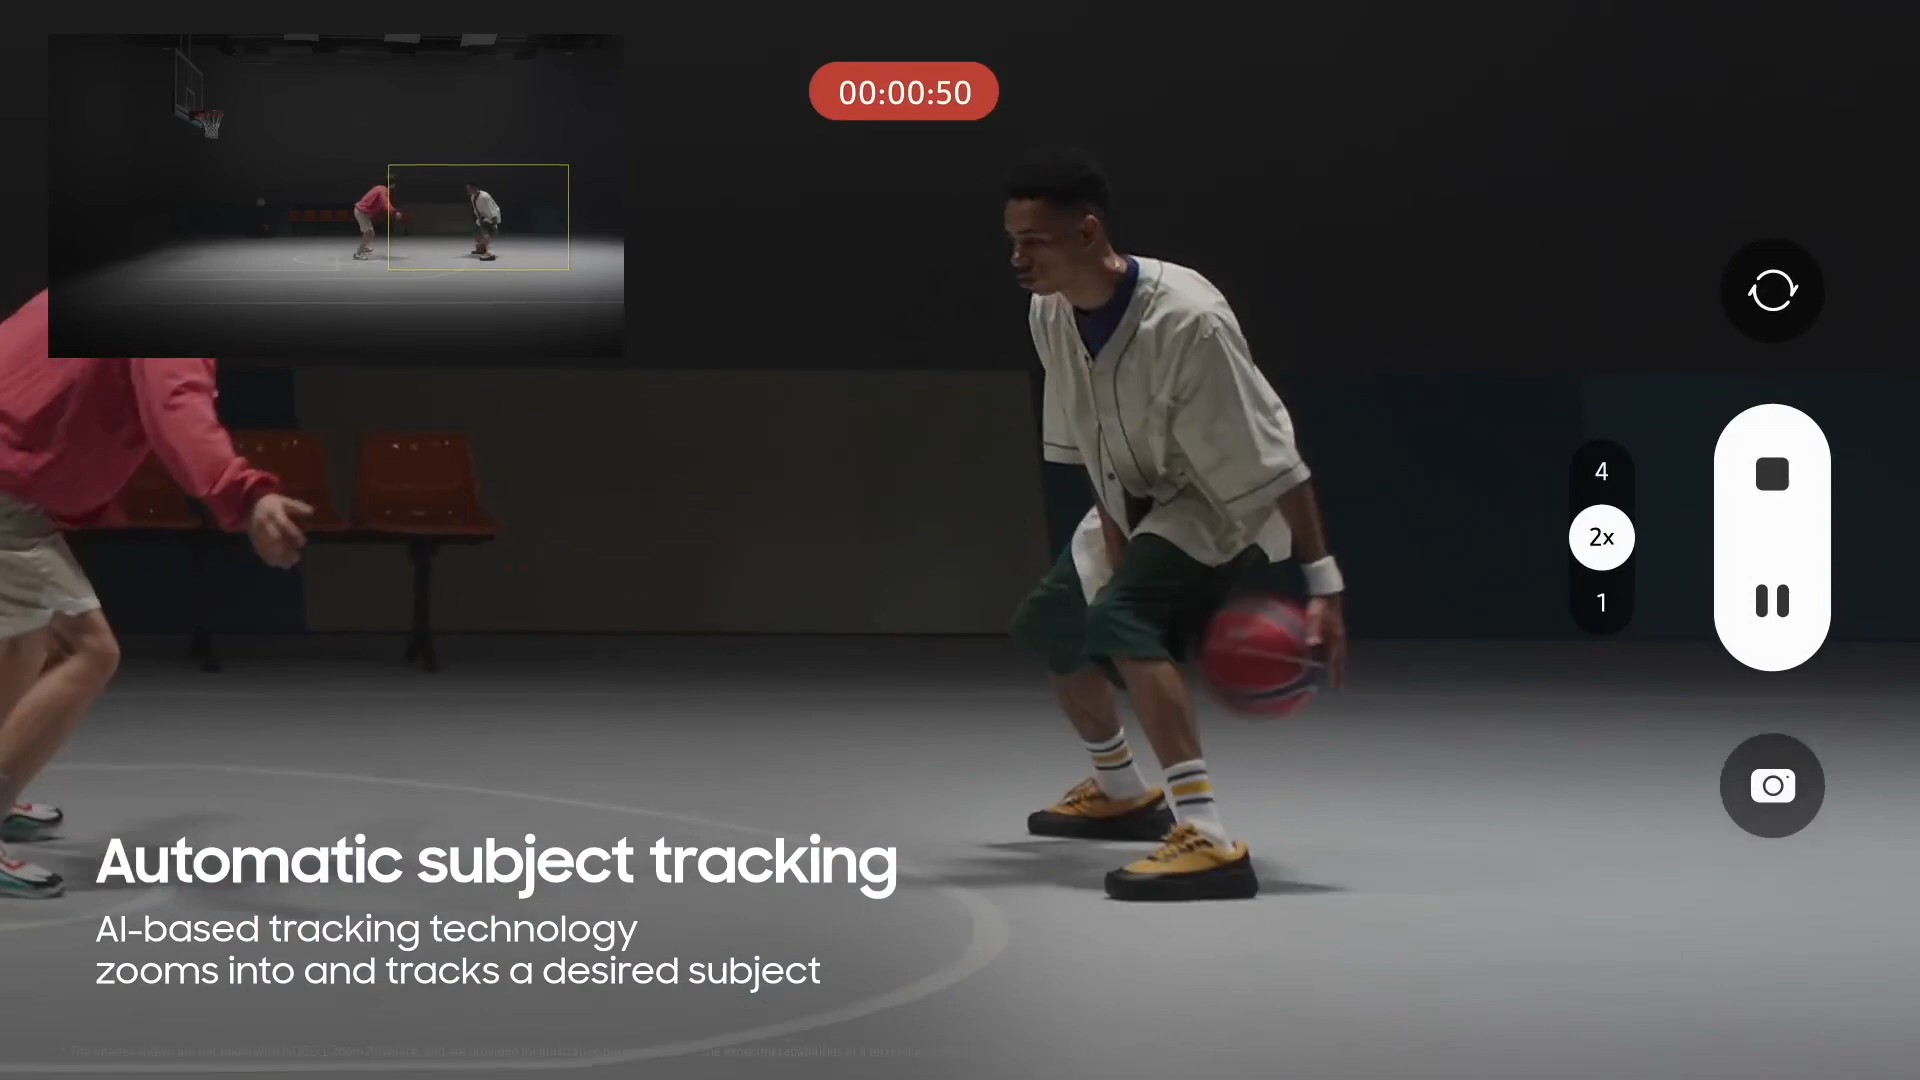 00:00:50
4
2x
1
Automatic subject tracking
AI-based tracking technology
zooms into and tracks a desired subject